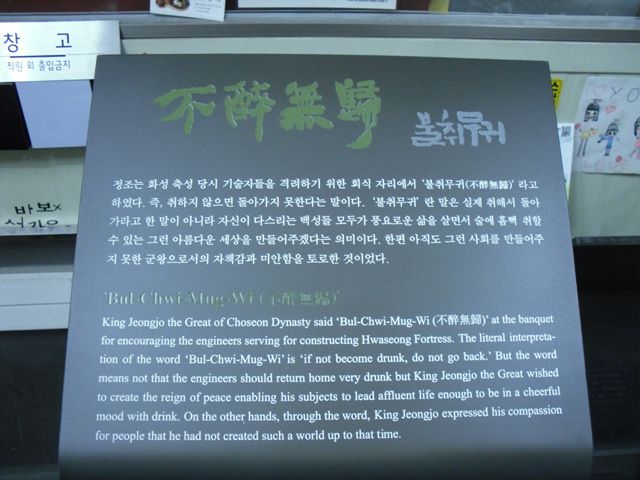 창 고
직원 외 출입금지
不醉無歸 불취무귀
정조는 화성 축성 당시 기술자들을 격려하기 위한 회식 자리에서 '불취무귀(不醉無歸)' 라고
하였다. 즉, 취하지 않으면 돌아가지 못한다는 말이다. '불취무귀' 란 말은 실제 취해서 돌아
가라고 한 말이 아니라 자신이 다스리는 백성들 모두가 풍요로운 삶을 살면서 술에 흠뻑 취할
수 있는 그런 아름다운 세상을 만들어주겠다는 의미이다. 한편 아직도 그런 사회를 만들어주
지 못한 군왕으로서의 자책감과 미안함을 토로한 것이었다.
'Bul-Chwi-Mug-Wi (不醉無歸)'
King Jeongjo the Great of Choseon Dynasty said 'Bul-Chwi-Mug-Wi (不醉無歸)' at the banquet
for encouraging the engineers serving for constructing Hwaseong Fortress. The literal interpreta-
tion of the word 'Bul-Chwi-Mug-Wi' is 'if not become drunk, do not go back.' But the word
means not that the engineers should return home very drunk but King Jeongjo the Great wished
to create the reign of peace enabling his subjects to lead affluent life enough to be in a cheerful
mood with drink. On the other hands, through the word, King Jeongjo expressed his compassion
for people that he had not created such a world up to that time.
바보x